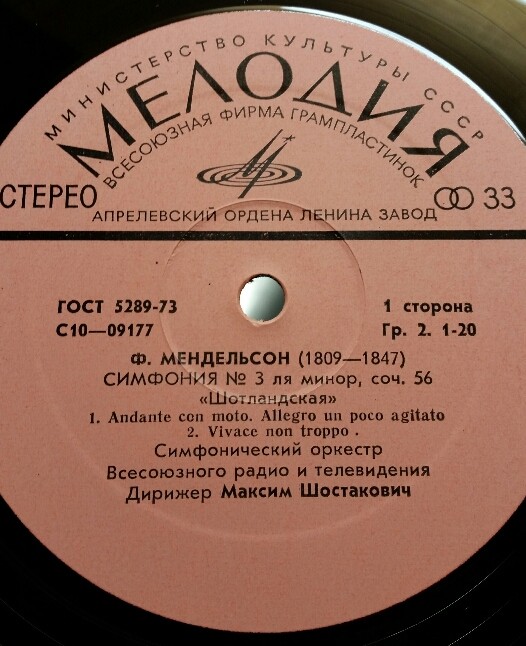 МИНИСТЕРСТВО КУЛЬТУРЫ СССР
МЕЛОДИЯ
ВСЕСОЮЗНАЯ ФИРМА ГРАМПЛАСТИНОК
СТЕРЕО
33
АПРЕЛЕВСКИЙ ОРДЕНА ЛЕНИНА ЗАВОД
ГОСТ 5289-73
1 сторона
С10—09177
Гр. 2. 1-20
Ф. МЕНДЕЛЬСОН (1809—1847)
СИМФОНИЯ № 3 ля минор, соч. 56
«Шотландская»
1. Andante con moto. Allegro un poco agitato
2. Vivace non troppo .
Симфонический оркестр
Всесоюзного радио и телевидения
Дирижер Максим Шостакович